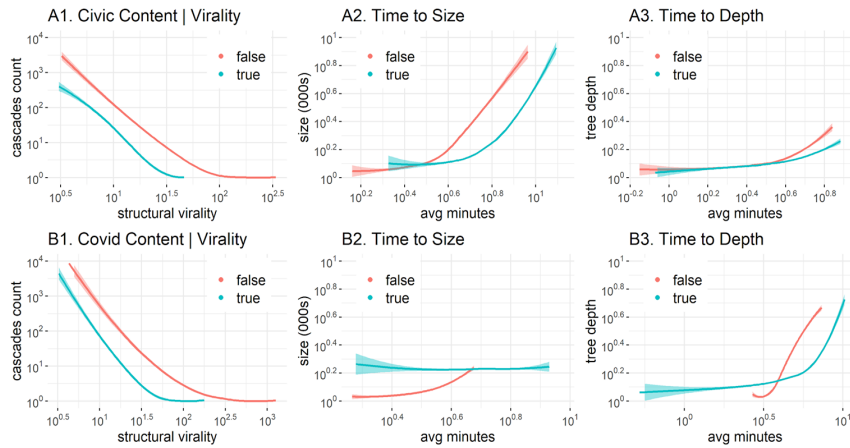 A1. Civic Content | Virality
cascades count
10^4
10^3
10^2
10^1
10^0
false
true
10^0.5
10^1
10^1.5
10^2
10^2.5
structural virality
A2. Time to Size
size (000s)
10^1
10^0.8
10^0.6
10^0.4
10^0.2
10^0
false
true
10^0.2
10^0.4
10^0.6
10^0.8
10^1
avg minutes
A3. Time to Depth
tree depth
10^1
10^0.8
10^0.6
10^0.4
10^0.2
10^0
false
true
10^-0.2
10^0
10^0.2
10^0.4
10^0.6
10^0.8
avg minutes
B1. Covid Content | Virality
cascades count
10^4
10^3
10^2
10^1
10^0
false
true
10^0.5
10^1
10^1.5
10^2
10^2.5
10^3
structural virality
B2. Time to Size
size (000s)
10^1
10^0.8
10^0.6
10^0.4
10^0.2
10^0
false
true
10^0.4
10^0.6
10^0.8
10^1
avg minutes
B3. Time to Depth
tree depth
10^1
10^0.8
10^0.6
10^0.4
10^0.2
10^0
false
true
10^0
10^0.5
10^1
avg minutes